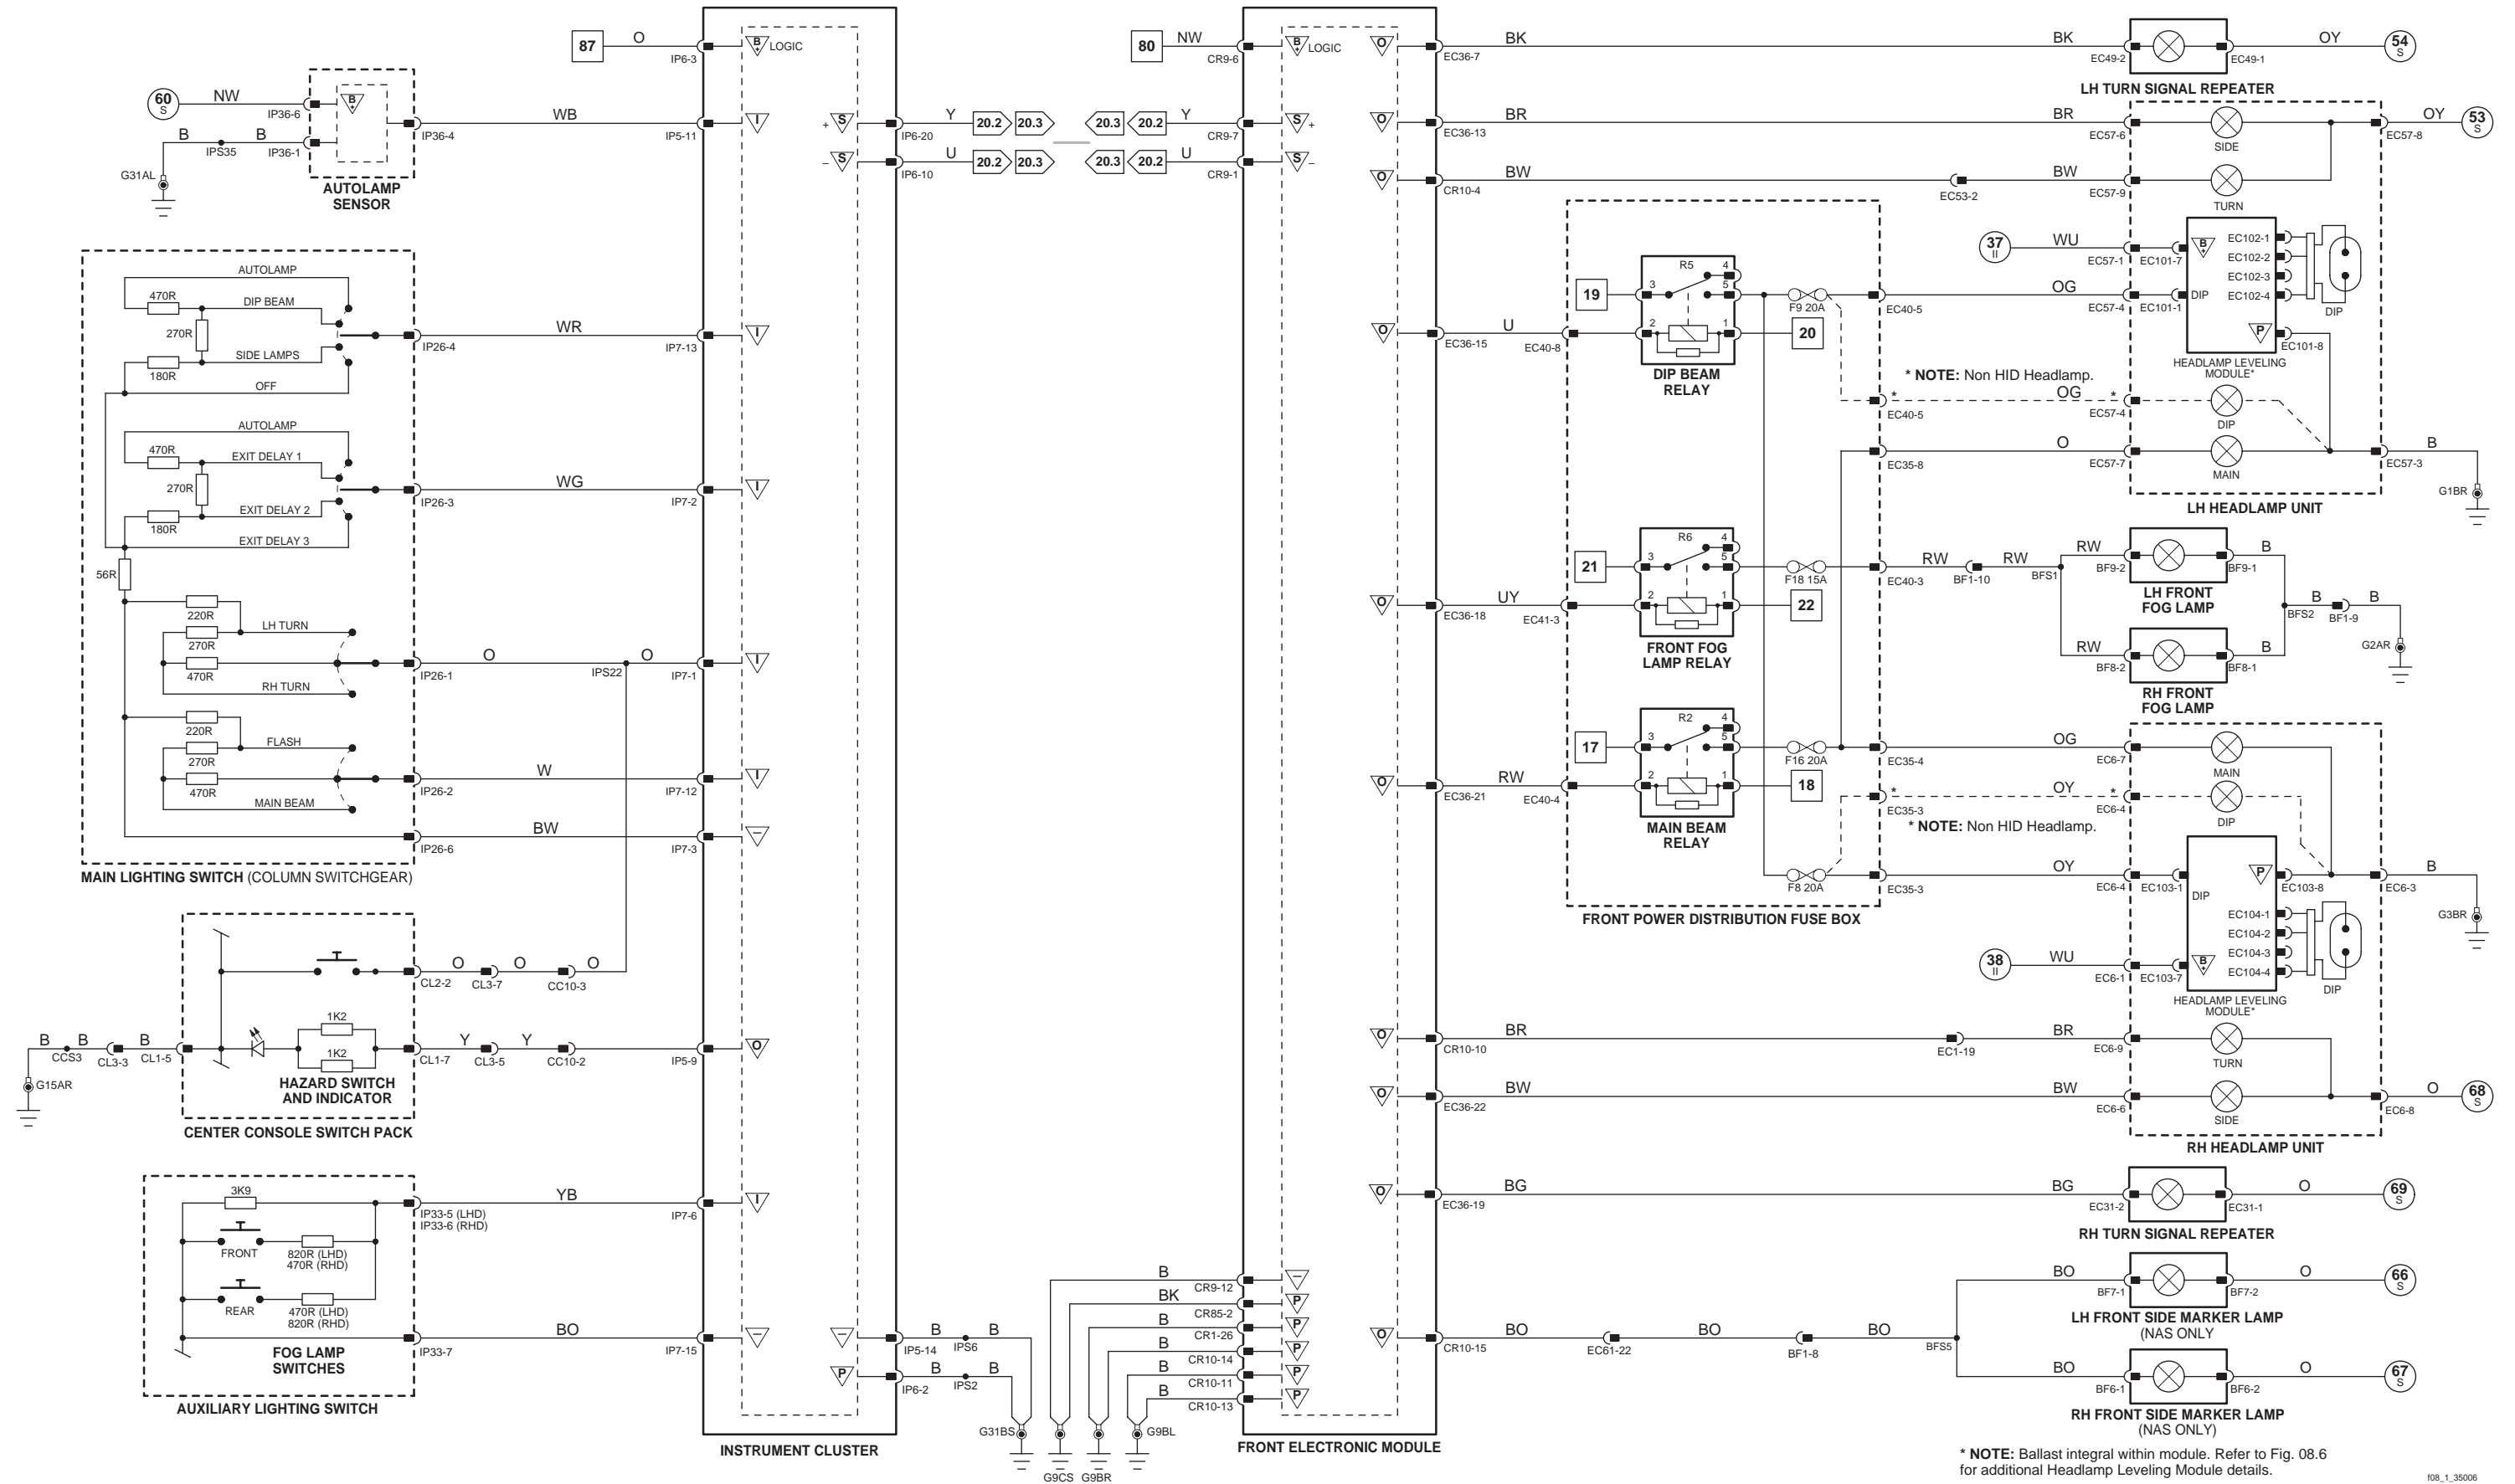 87
O
IP6-3
B
+
LOGIC
60
S
NW
IP36-6
B
+
B
IPS35
B
IP36-1
IP36-4
WB
IP5-11
I
G31AL
AUTOLAMP
SENSOR
+
S
IP6-20
Y
20.2
20.3
–
S
IP6-10
U
20.2
20.3
AUTOLAMP
470R
DIP BEAM
270R
SIDE LAMPS
180R
OFF
IP26-4
WR
IP7-13
I
AUTOLAMP
470R
EXIT DELAY 1
270R
EXIT DELAY 2
180R
EXIT DELAY 3
IP26-3
WG
IP7-2
I
56R
220R
LH TURN
270R
470R
RH TURN
IP26-1
O
IPS22
O
IP7-1
I
220R
FLASH
270R
470R
MAIN BEAM
IP26-2
W
IP7-12
I
IP26-6
BW
IP7-3
–
MAIN LIGHTING SWITCH (COLUMN SWITCHGEAR)
CL2-2
O
CL3-7
O
CC10-3
O
B
CCS3
B
CL3-3
B
CL1-5
1K2
1K2
CL1-7
Y
CL3-5
Y
CC10-2
IP5-9
O
G15AR
HAZARD SWITCH
AND INDICATOR
CENTER CONSOLE SWITCH PACK
3K9
FRONT
820R (LHD)
470R (RHD)
REAR
470R (LHD)
820R (RHD)
IP33-5 (LHD)
IP33-6 (RHD)
YB
IP7-6
I
FOG LAMP
SWITCHES
IP33-7
BO
IP7-15
–
AUXILIARY LIGHTING SWITCH
–
IP5-14
B
IPS6
B
P
IP6-2
B
IPS2
B
G31BS
INSTRUMENT CLUSTER
80
NW
CR9-6
B
+
LOGIC
20.3
20.2
Y
CR9-7
S
+
20.3
20.2
U
CR9-1
S
–
B
CR9-12
–
BK
CR85-2
P
B
CR1-26
P
B
CR10-14
P
B
CR10-11
P
B
CR10-13
P
G9CS
G9BR
G9BL
FRONT ELECTRONIC MODULE
O
EC36-7
BK
BK
EC49-2
EC49-1
OY
54
S
LH TURN SIGNAL REPEATER
O
EC36-13
BR
BR
EC57-6
SIDE
EC57-8
OY
53
S
O
CR10-4
BW
EC53-2
BW
EC57-9
TURN
37
II
WU
EC57-1
EC101-7
B
+
EC102-1
EC102-2
EC102-3
EC102-4
DIP
OG
EC57-4
EC101-1
DIP
P
EC101-8
HEADLAMP LEVELING
MODULE*
* NOTE: Non HID Headlamp.
*
EC40-5
OG
*
EC57-4
DIP
EC35-8
O
EC57-7
MAIN
EC57-3
B
G1BR
LH HEADLAMP UNIT
O
EC36-15
U
EC40-8
19
3
R5
4
5
2
1
20
F9 20A
EC40-5
DIP BEAM
RELAY
O
EC36-18
UY
EC41-3
21
3
R6
4
5
2
1
22
F18 15A
EC40-3
RW
BF1-10
RW
BFS1
FRONT FOG
LAMP RELAY
RW
BF9-2
BF9-1
B
LH FRONT
FOG LAMP
BFS2
B
BF1-9
B
G2AR
RW
BF8-2
BF8-1
B
RH FRONT
FOG LAMP
O
EC36-21
RW
EC40-4
17
3
R2
4
5
2
1
18
F16 20A
EC35-4
MAIN BEAM
RELAY
OG
EC6-7
MAIN
*
EC35-3
OY
*
EC6-4
DIP
* NOTE: Non HID Headlamp.
F8 20A
EC35-3
OY
EC6-4
EC103-1
DIP
P
EC103-8
EC6-3
B
G3BR
FRONT POWER DISTRIBUTION FUSE BOX
EC104-1
EC104-2
EC104-3
EC104-4
DIP
38
II
WU
EC6-1
EC103-7
B
+
HEADLAMP LEVELING
MODULE*
O
CR10-10
BR
EC1-19
BR
EC6-9
TURN
O
EC36-22
BW
BW
EC6-6
SIDE
EC6-8
O
68
S
RH HEADLAMP UNIT
O
EC36-19
BG
BG
EC31-2
EC31-1
O
69
S
RH TURN SIGNAL REPEATER
BO
BF7-1
BF7-2
O
66
S
LH FRONT SIDE MARKER LAMP
(NAS ONLY
O
CR10-15
BO
EC61-22
BO
BF1-8
BO
BFS5
BO
BF6-1
BF6-2
O
67
S
RH FRONT SIDE MARKER LAMP
(NAS ONLY)
* NOTE: Ballast integral within module. Refer to Fig. 08.6
for additional Headlamp Leveling Module details.
f08_1_35006